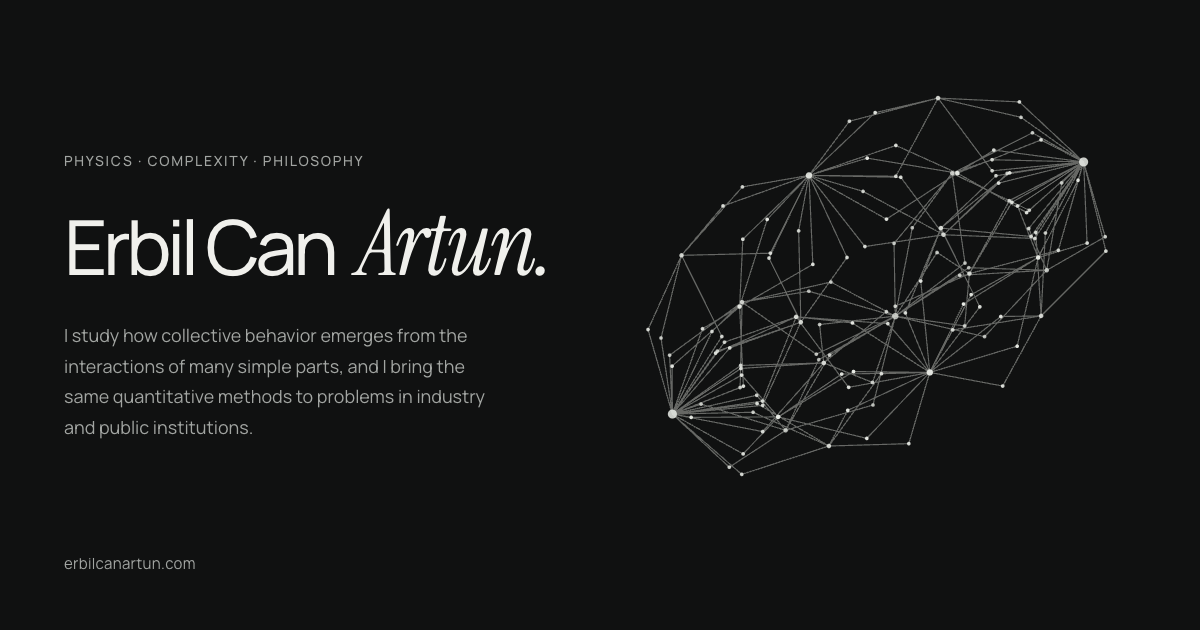 PHYSICS · COMPLEXITY · PHILOSOPHY
Erbil Can Artun.
I study how collective behavior emerges from the
interactions of many simple parts, and I bring the
same quantitative methods to problems in industry
and public institutions.
erbilcanartun.com